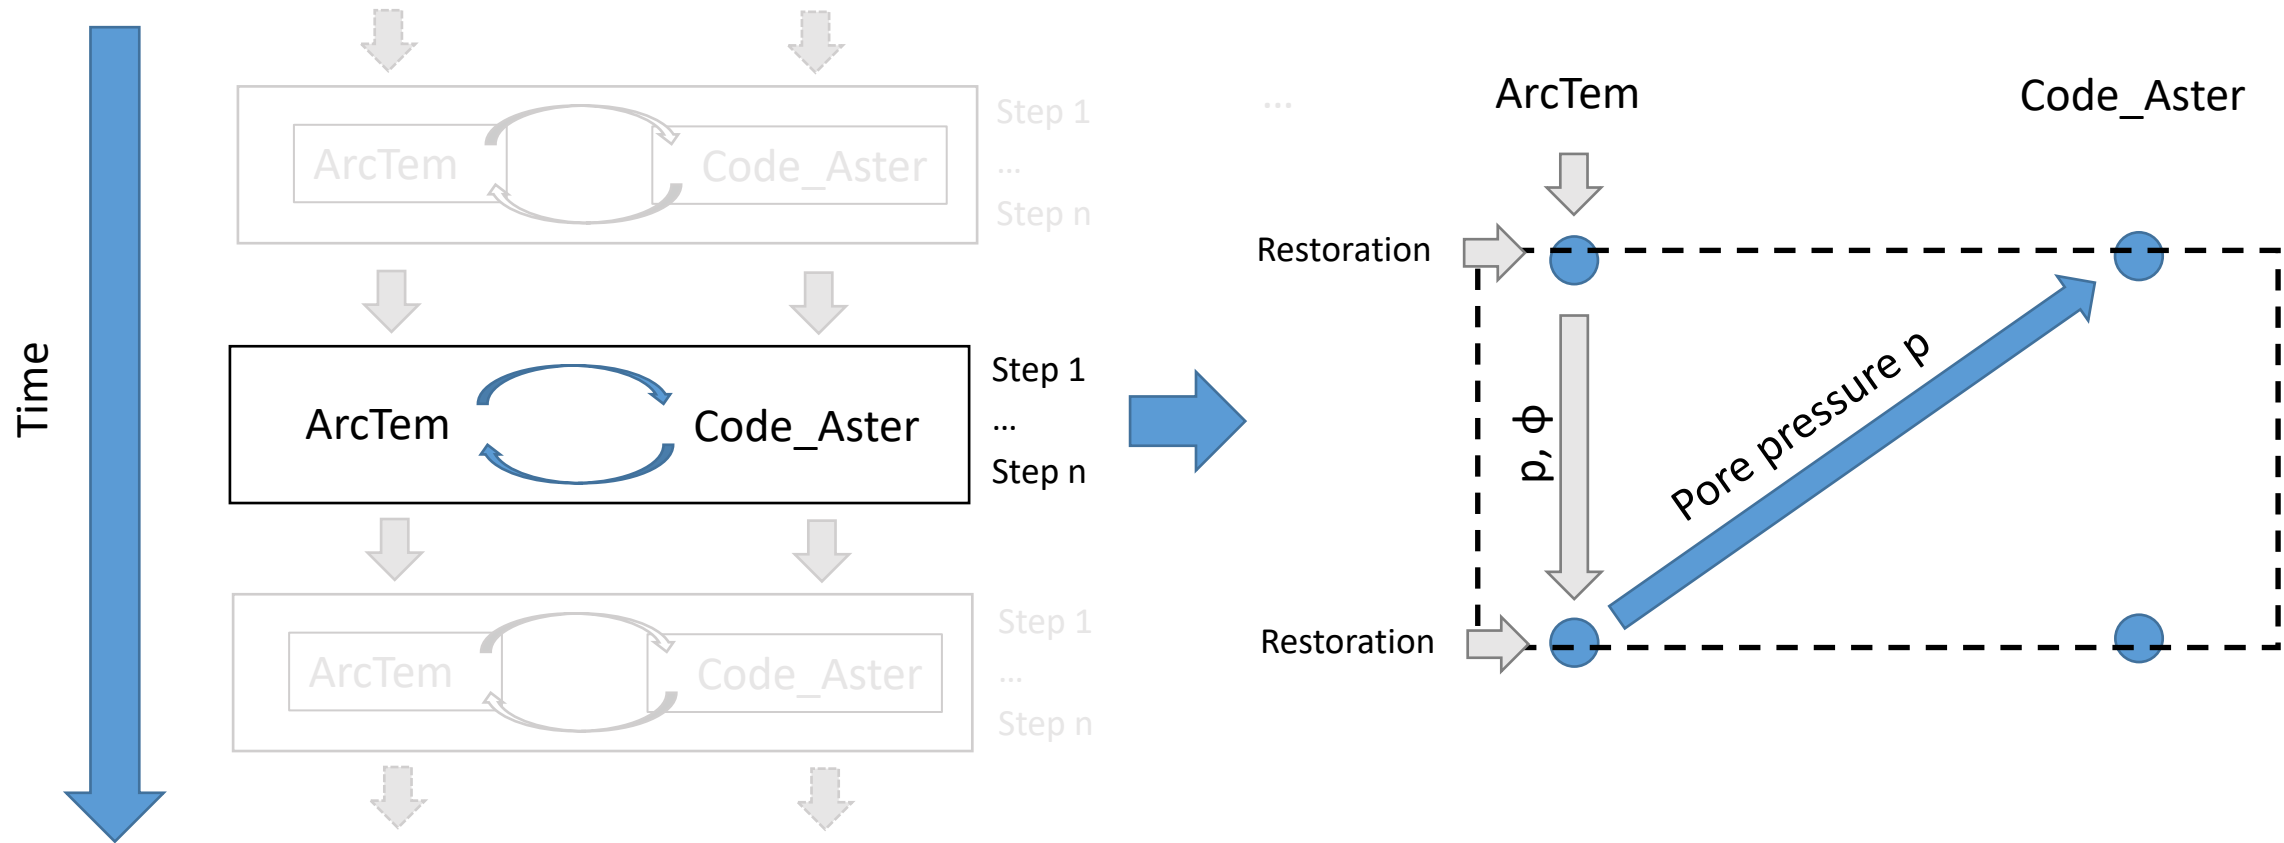 Time
Step 1
ArcTem
Code_Aster
...
Step n
Step 1
ArcTem
Code_Aster
...
Step n
Step 1
ArcTem
Code_Aster
...
Step n
...
ArcTem
Code_Aster
Restoration
p, ϕ
Pore pressure p
Restoration